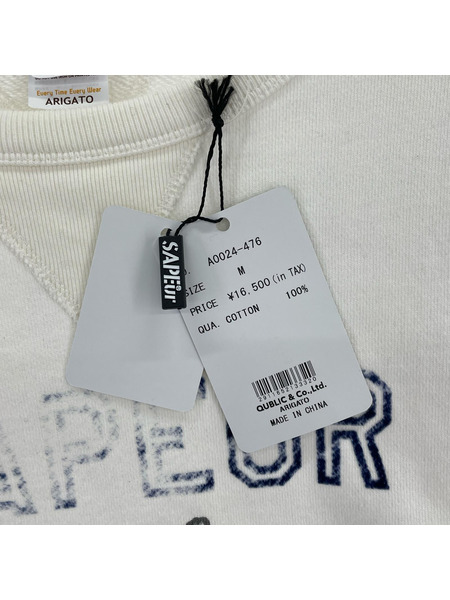 Every Time Every Wear
ARIGATO
SAPEur
A0024-476
SIZE M
PRICE ¥16,500(in TAX)
QUA. COTTON 100%
QUBLIC & Co.,Ltd.
ARIGATO
MADE IN CHINA
APEUR